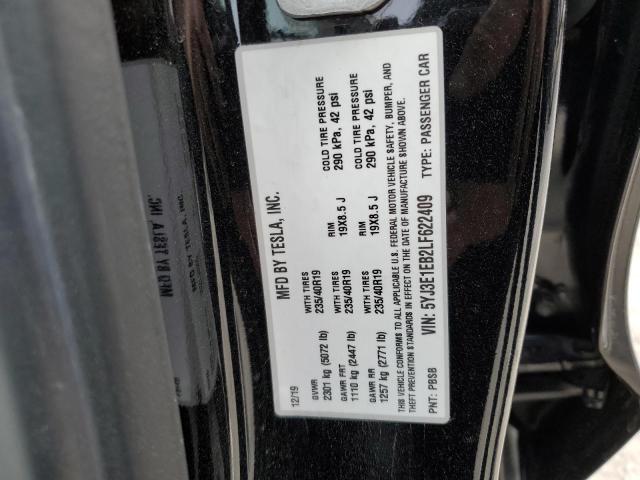 MFD BY TESLA, INC.
12/19
GVWR
2301 kg (5072 lb)
GAWR FRT
1110 kg (2447 lb)
WITH TIRES
235/40R19
RIM
19X8.5 J
COLD TIRE PRESSURE
290 kPa, 42 psi
GAWR RR
1257 kg (2771 lb)
WITH TIRES
235/40R19
RIM
19X8.5 J
COLD TIRE PRESSURE
290 kPa, 42 psi
WITH TIRES
235/40R19
THIS VEHICLE CONFORMS TO ALL APPLICABLE U.S. FEDERAL MOTOR VEHICLE SAFETY, BUMPER, AND
THEFT PREVENTION STANDARDS IN EFFECT ON THE DATE OF MANUFACTURE SHOWN ABOVE.
PNT: PBSB VIN: 5YJ3E1EB2LF622409 TYPE: PASSENGER CAR